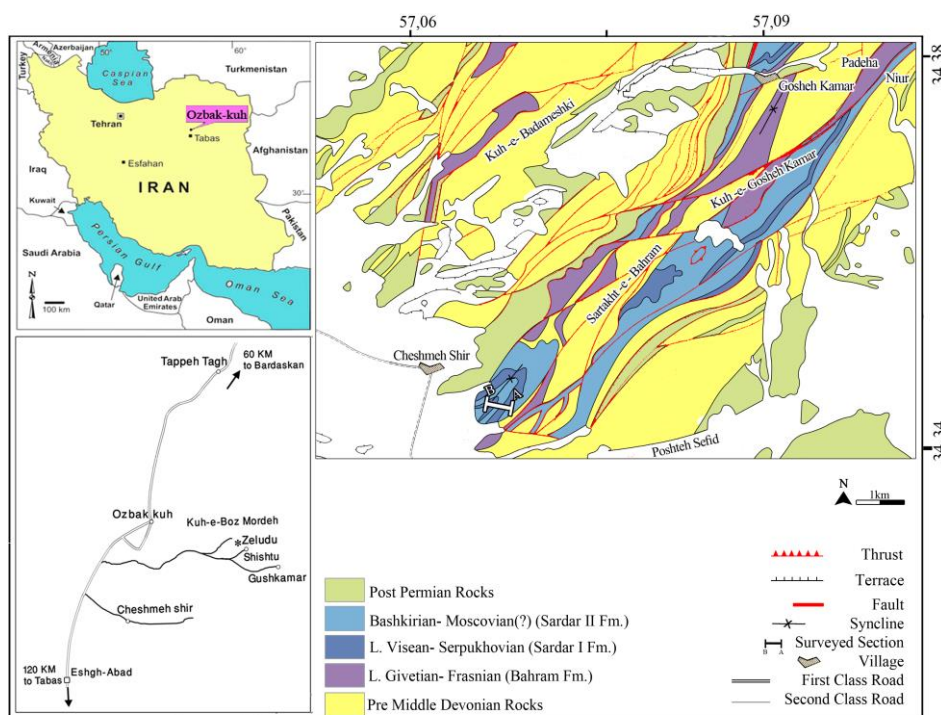 57,06
57,09
34,38
34,34
Turkey
Armenia
Azerbaijan
50°
60°
Caspian
Sea
Turkmenistan
Tehran
Ozbak-kuh
Tabas
Esfahan
Afghanistan
Iraq
IRAN
30°
Kuwait
Pakistan
Saudi Arabia
Persian Gulf
Qatar
United Arab
Emirates
Oman Sea
Oman
N
100 km
Padeha
Niur
Gosheh Kamar
Kuh -e- Badameshki
Kuh -e- Gosheh Kamar
Sartakht -e - Bahram
Cheshmeh Shir
B
A
Poshteh Sefid
Tappeh Tagh
60 KM
to Bardaskan
Ozbak kuh
Kuh-e-Boz Mordeh
*Zeludu
Shishtu
Gushkamar
Cheshmeh shir
120 KM
to Tabas
Eshgh-Abad
N
1km
Post Permian Rocks
Bashkirian- Moscovian(?) (Sardar II Fm.)
L. Visean- Serpukhovian (Sardar I Fm.)
L. Givetian- Frasnian (Bahram Fm.)
Pre Middle Devonian Rocks
Thrust
Terrace
Fault
Syncline
Surveyed Section
B A
Village
First Class Road
Second Class Road